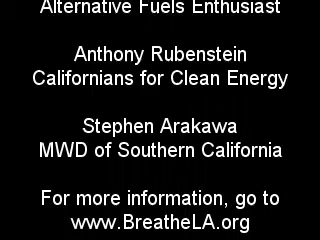 Alternative Fuels Enthusiast
Anthony Rubenstein
Californians for Clean Energy
Stephen Arakawa
MWD of Southern California
For more information, go to
www.BreatheLA.org